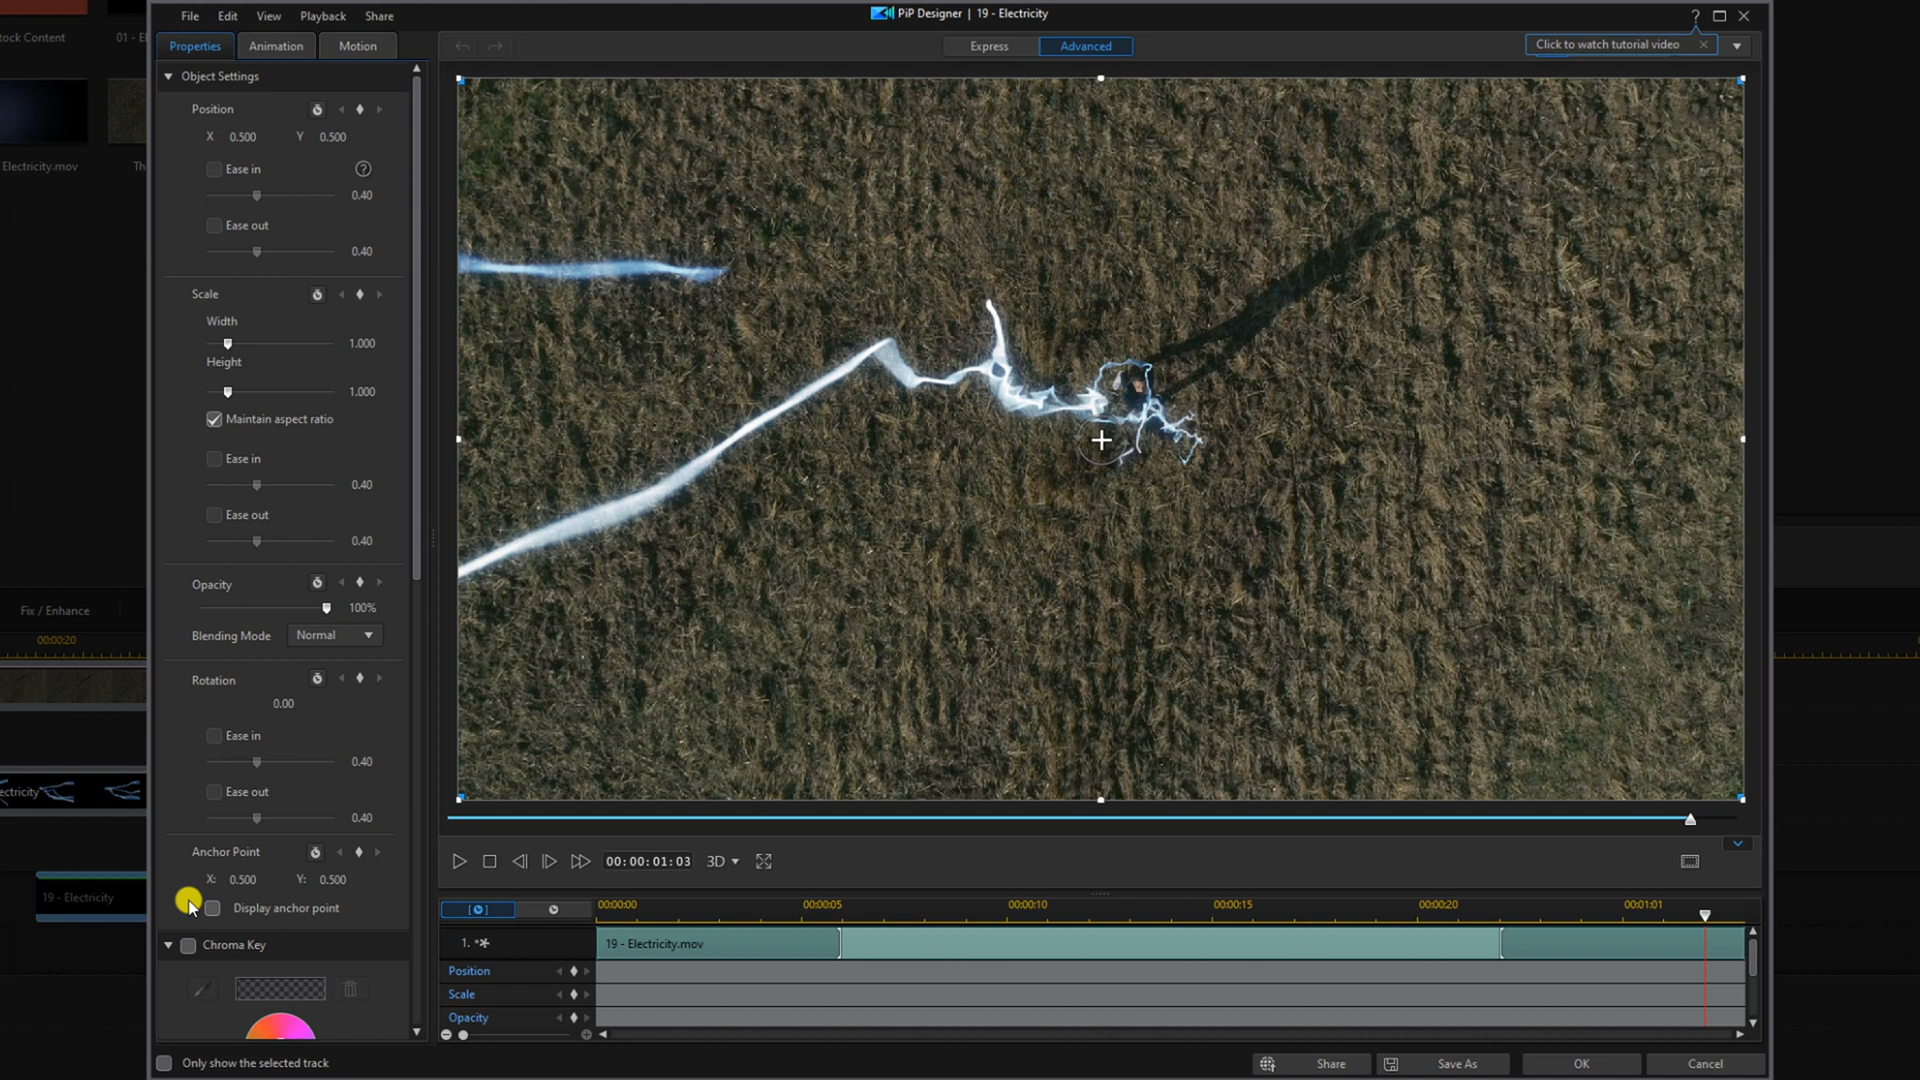 File Edit View Playback Share
PiP Designer | 19 - Electricity
?
Properties Animation Motion
Express Advanced
Click to watch tutorial video
tock Content
01 - El
Electricity.mov
Th
Fix / Enhance
00:00:20
ectricity
19 - Electricity
Object Settings
Position
X 0.500 Y 0.500
Ease in ?
0.40
Ease out
0.40
Scale
Width
1.000
Height
1.000
Maintain aspect ratio
Ease in
0.40
Ease out
0.40
Opacity
100%
Blending Mode Normal
Rotation
0.00
Ease in
0.40
Ease out
0.40
Anchor Point
X: 0.500 Y: 0.500
Display anchor point
Chroma Key
00:00:01:03 3D
00:00:00 00:00:05 00:00:10 00:00:15 00:00:20 00:01:01
1. 19 - Electricity.mov
Position
Scale
Opacity
Only show the selected track
Share Save As OK Cancel